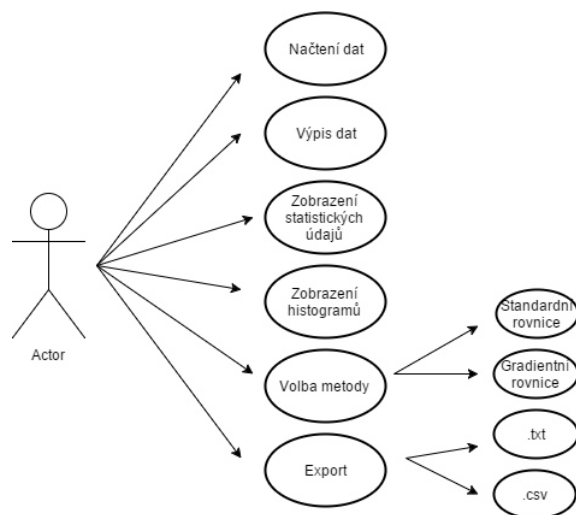 Načtení dat
Výpis dat
Zobrazení
statistických
údajů
Zobrazení
histogramů
Actor
Volba metody
Export
Standardní
rovnice
Gradientní
rovnice
.txt
.csv